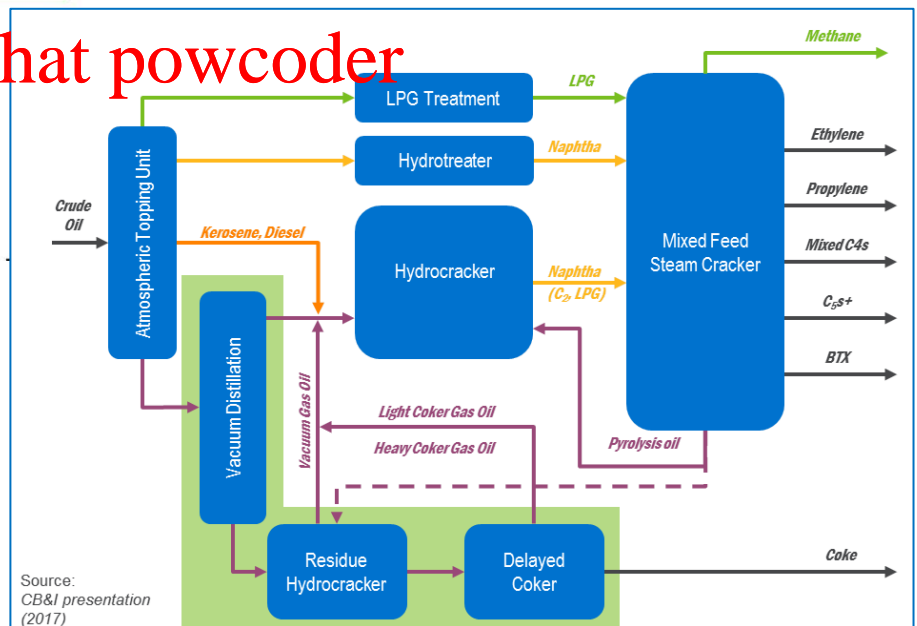 hat powcoder
Methane
LPG Treatment
LPG
Hydrotreater
Naphtha
Ethylene
Propylene
Mixed C4s
C₅s+
BTX
Crude
Oil
Atmospheric Topping Unit
Kerosene, Diesel
Hydrocracker
Naphtha
(C₂, LPG)
Mixed Feed
Steam Cracker
Vacuum Distillation
Vacuum Gas Oil
Light Coker Gas Oil
Heavy Coker Gas Oil
Pyrolysis oil
Residue
Hydrocracker
Delayed
Coker
Coke
Source:
CB&I presentation
(2017)